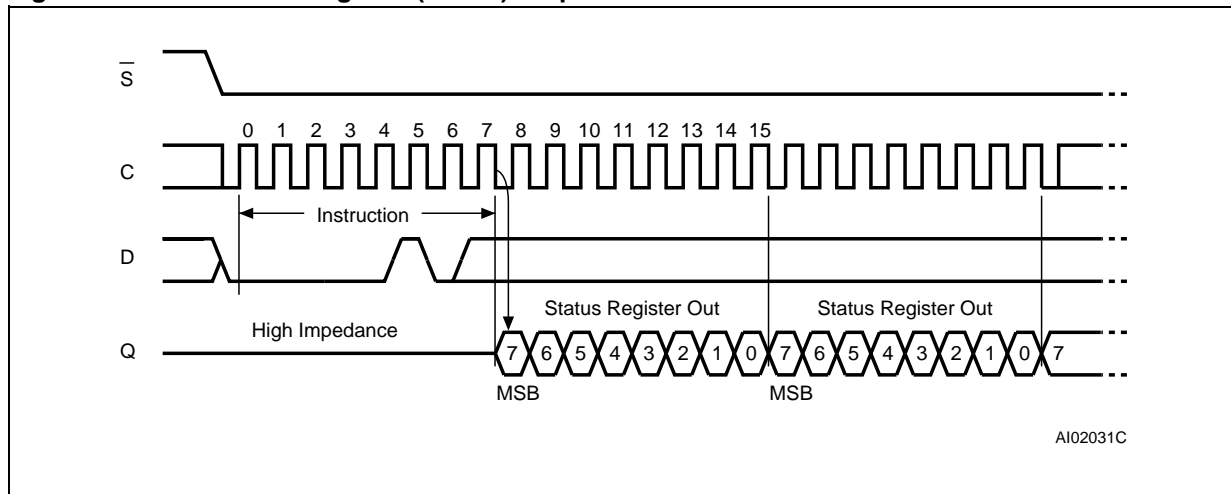 S
0 1 2 3 4 5 6 7 8 9 10 11 12 13 14 15
C
Instruction
D
Status Register Out Status Register Out
High Impedance
Q 7 6 5 4 3 2 1 0 7 6 5 4 3 2 1 0 7
MSB MSB
AI02031C